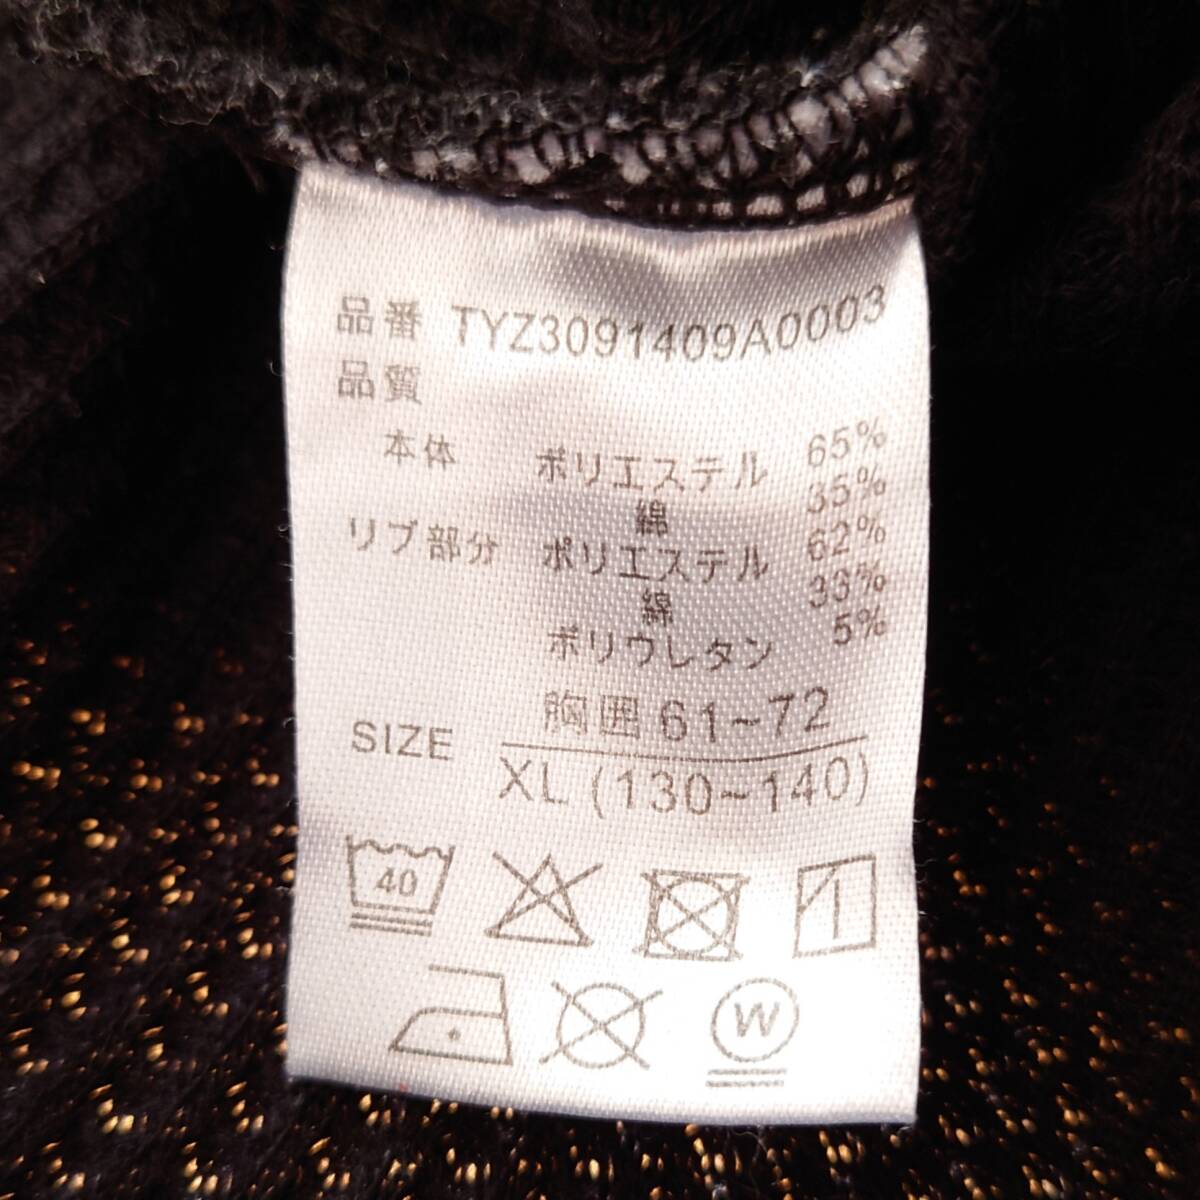 品番 TYZ3091409A0003
品質
本体 ポリエステル 65%
綿 35%
リブ部分 ポリエステル 62%
綿 33%
ポリウレタン 5%
SIZE 胸囲 61~72
XL (130~140)
40
W